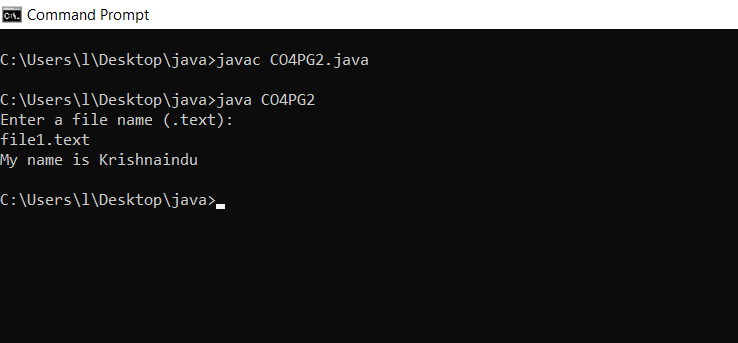 Command Prompt
C:\Users\l\Desktop\java>javac CO4PG2.java
C:\Users\l\Desktop\java>java CO4PG2
Enter a file name (.text):
file1.text
My name is Krishnaindu
C:\Users\l\Desktop\java>